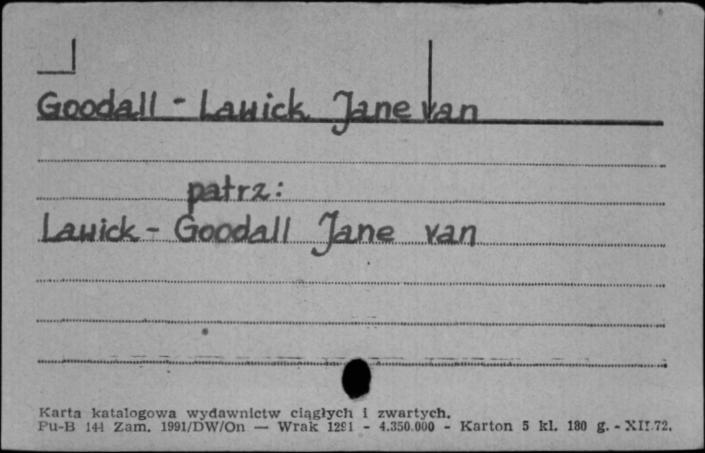 Goodall - Lawick Jane van
patrz:
Lawick - Goodall Jane van
Karta katalogowa wydawnictw ciągłych i zwartych.
Pu-B 144 Zam. 1991/DW/On — Wrak 1291 - 4.350.000 - Karton 5 kl. 180 g. - XII.72.